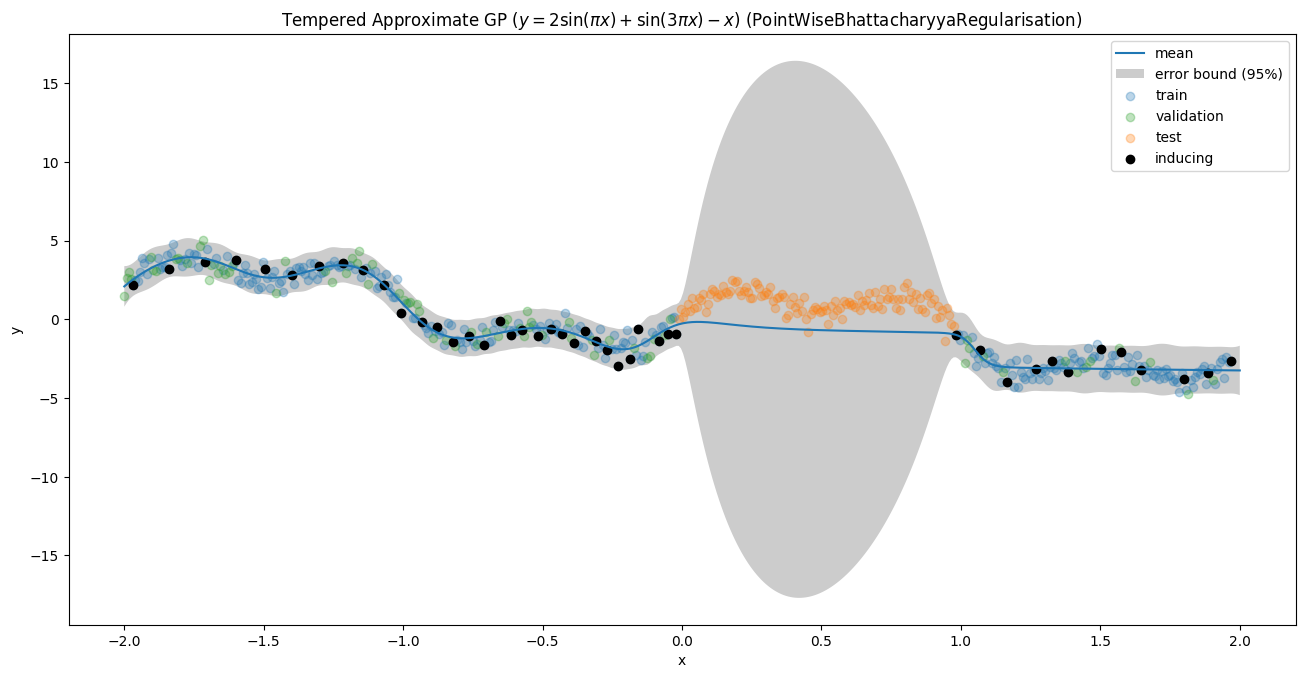 Tempered Approximate GP (y = 2sin(πx) + sin(3πx) − x) (PointWiseBhattacharyyaRegularisation)
mean
error bound (95%)
train
validation
test
inducing
15
10
5
0
−5
−10
−15
y
−2.0 −1.5 −1.0 −0.5 0.0 0.5 1.0 1.5 2.0
x